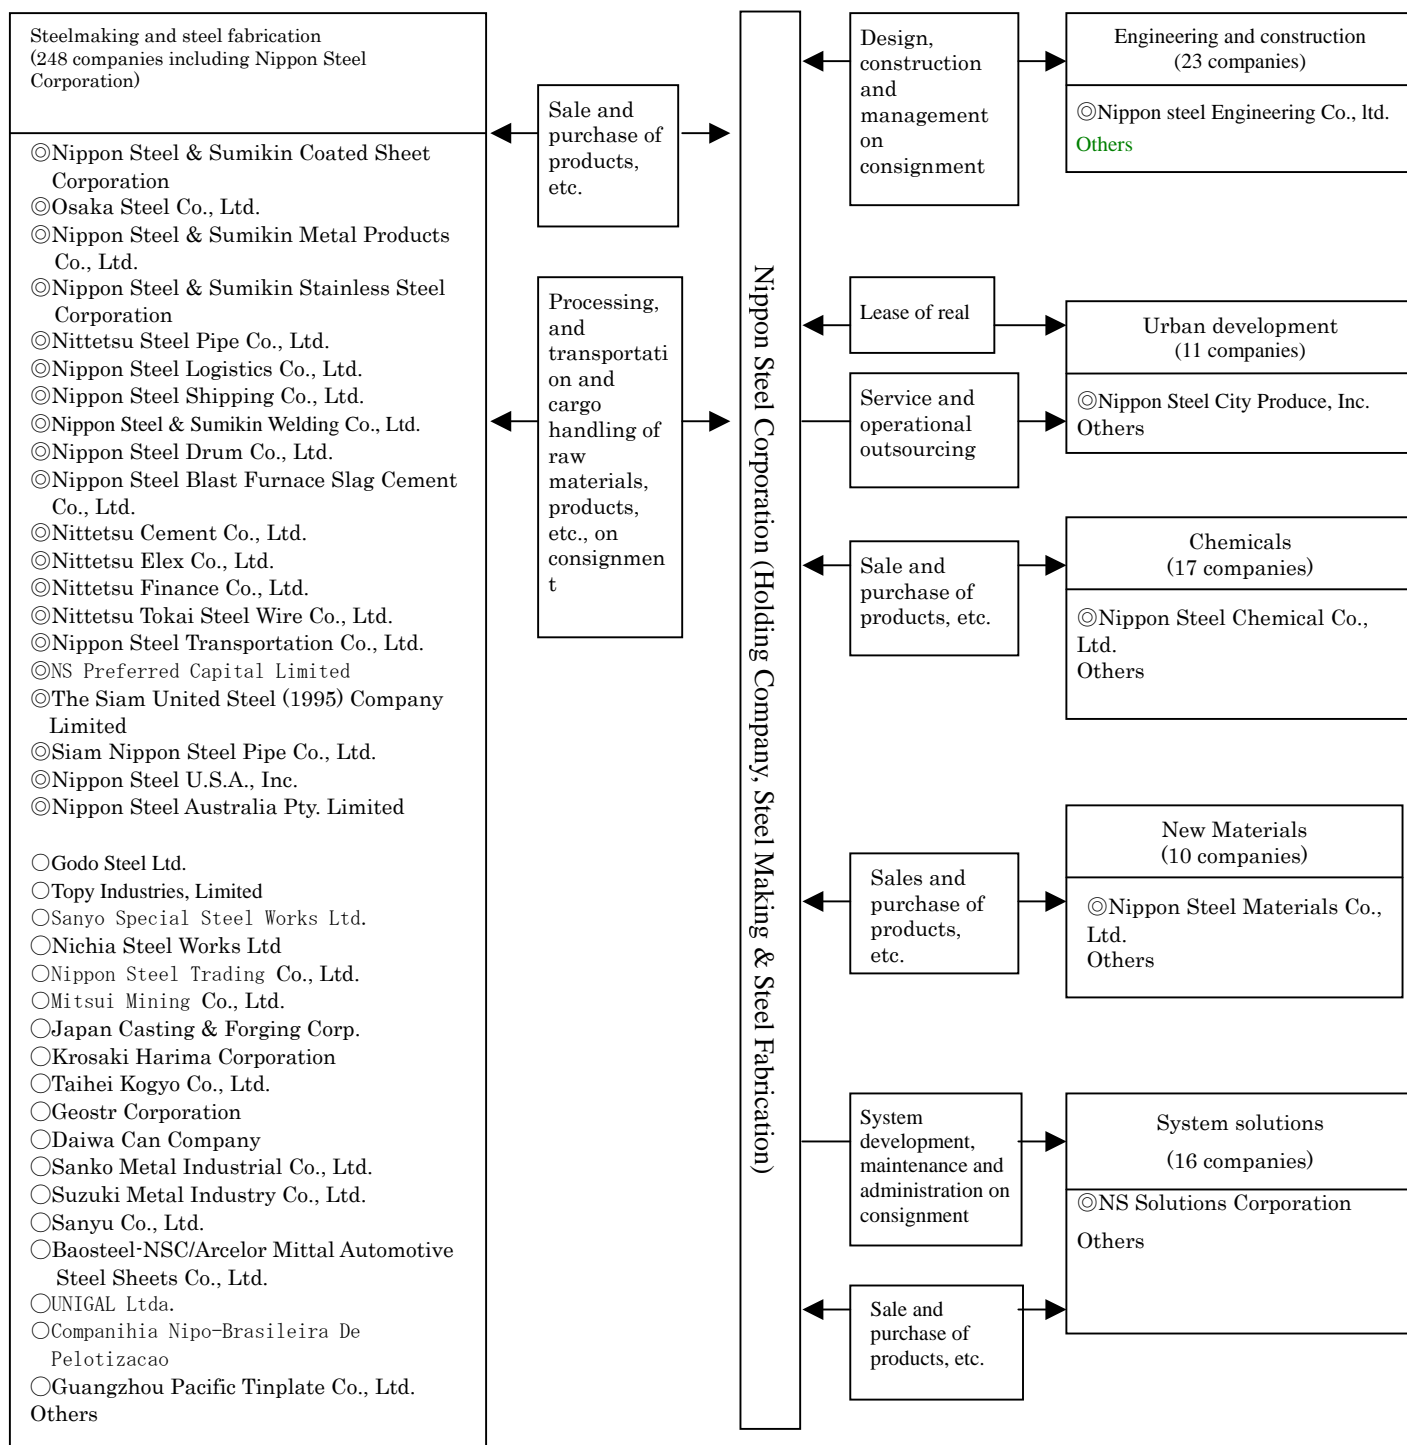 Steelmaking and steel fabrication
(248 companies including Nippon Steel
Corporation)
◎Nippon Steel & Sumikin Coated Sheet
Corporation
◎Osaka Steel Co., Ltd.
◎Nippon Steel & Sumikin Metal Products
Co., Ltd.
◎Nippon Steel & Sumikin Stainless Steel
Corporation
◎Nittetsu Steel Pipe Co., Ltd.
◎Nippon Steel Logistics Co., Ltd.
◎Nippon Steel Shipping Co., Ltd.
◎Nippon Steel & Sumikin Welding Co., Ltd.
◎Nippon Steel Drum Co., Ltd.
◎Nippon Steel Blast Furnace Slag Cement
Co., Ltd.
◎Nittetsu Cement Co., Ltd.
◎Nittetsu Elex Co., Ltd.
◎Nittetsu Finance Co., Ltd.
◎Nittetsu Tokai Steel Wire Co., Ltd.
◎Nippon Steel Transportation Co., Ltd.
◎NS Preferred Capital Limited
◎The Siam United Steel (1995) Company
Limited
◎Siam Nippon Steel Pipe Co., Ltd.
◎Nippon Steel U.S.A., Inc.
◎Nippon Steel Australia Pty. Limited
○Godo Steel Ltd.
○Topy Industries, Limited
○Sanyo Special Steel Works Ltd.
○Nichia Steel Works Ltd
○Nippon Steel Trading Co., Ltd.
○Mitsui Mining Co., Ltd.
○Japan Casting & Forging Corp.
○Krosaki Harima Corporation
○Taihei Kogyo Co., Ltd.
○Geostr Corporation
○Daiwa Can Company
○Sanko Metal Industrial Co., Ltd.
○Suzuki Metal Industry Co., Ltd.
○Sanyu Co., Ltd.
○Baosteel-NSC/Arcelor Mittal Automotive
Steel Sheets Co., Ltd.
○UNIGAL Ltda.
○Companihia Nipo-Brasileira De
Pelotizacao
○Guangzhou Pacific Tinplate Co., Ltd.
Others
Sale and
purchase of
products,
etc.
Processing,
and
transportati
on and
cargo
handling of
raw
materials,
products,
etc., on
consignmen
t
Nippon Steel Corporation (Holding Company, Steel Making & Steel Fabrication)
Design,
construction
and
management
on
consignment
Engineering and construction
(23 companies)
◎Nippon steel Engineering Co., ltd.
Others
Lease of real
Service and
operational
outsourcing
Urban development
(11 companies)
◎Nippon Steel City Produce, Inc.
Others
Sale and
purchase of
products, etc.
Chemicals
(17 companies)
◎Nippon Steel Chemical Co.,
Ltd.
Others
Sales and
purchase of
products,
etc.
New Materials
(10 companies)
◎Nippon Steel Materials Co.,
Ltd.
Others
System
development,
maintenance and
administration on
consignment
System solutions
(16 companies)
◎NS Solutions Corporation
Others
Sale and
purchase of
products, etc.